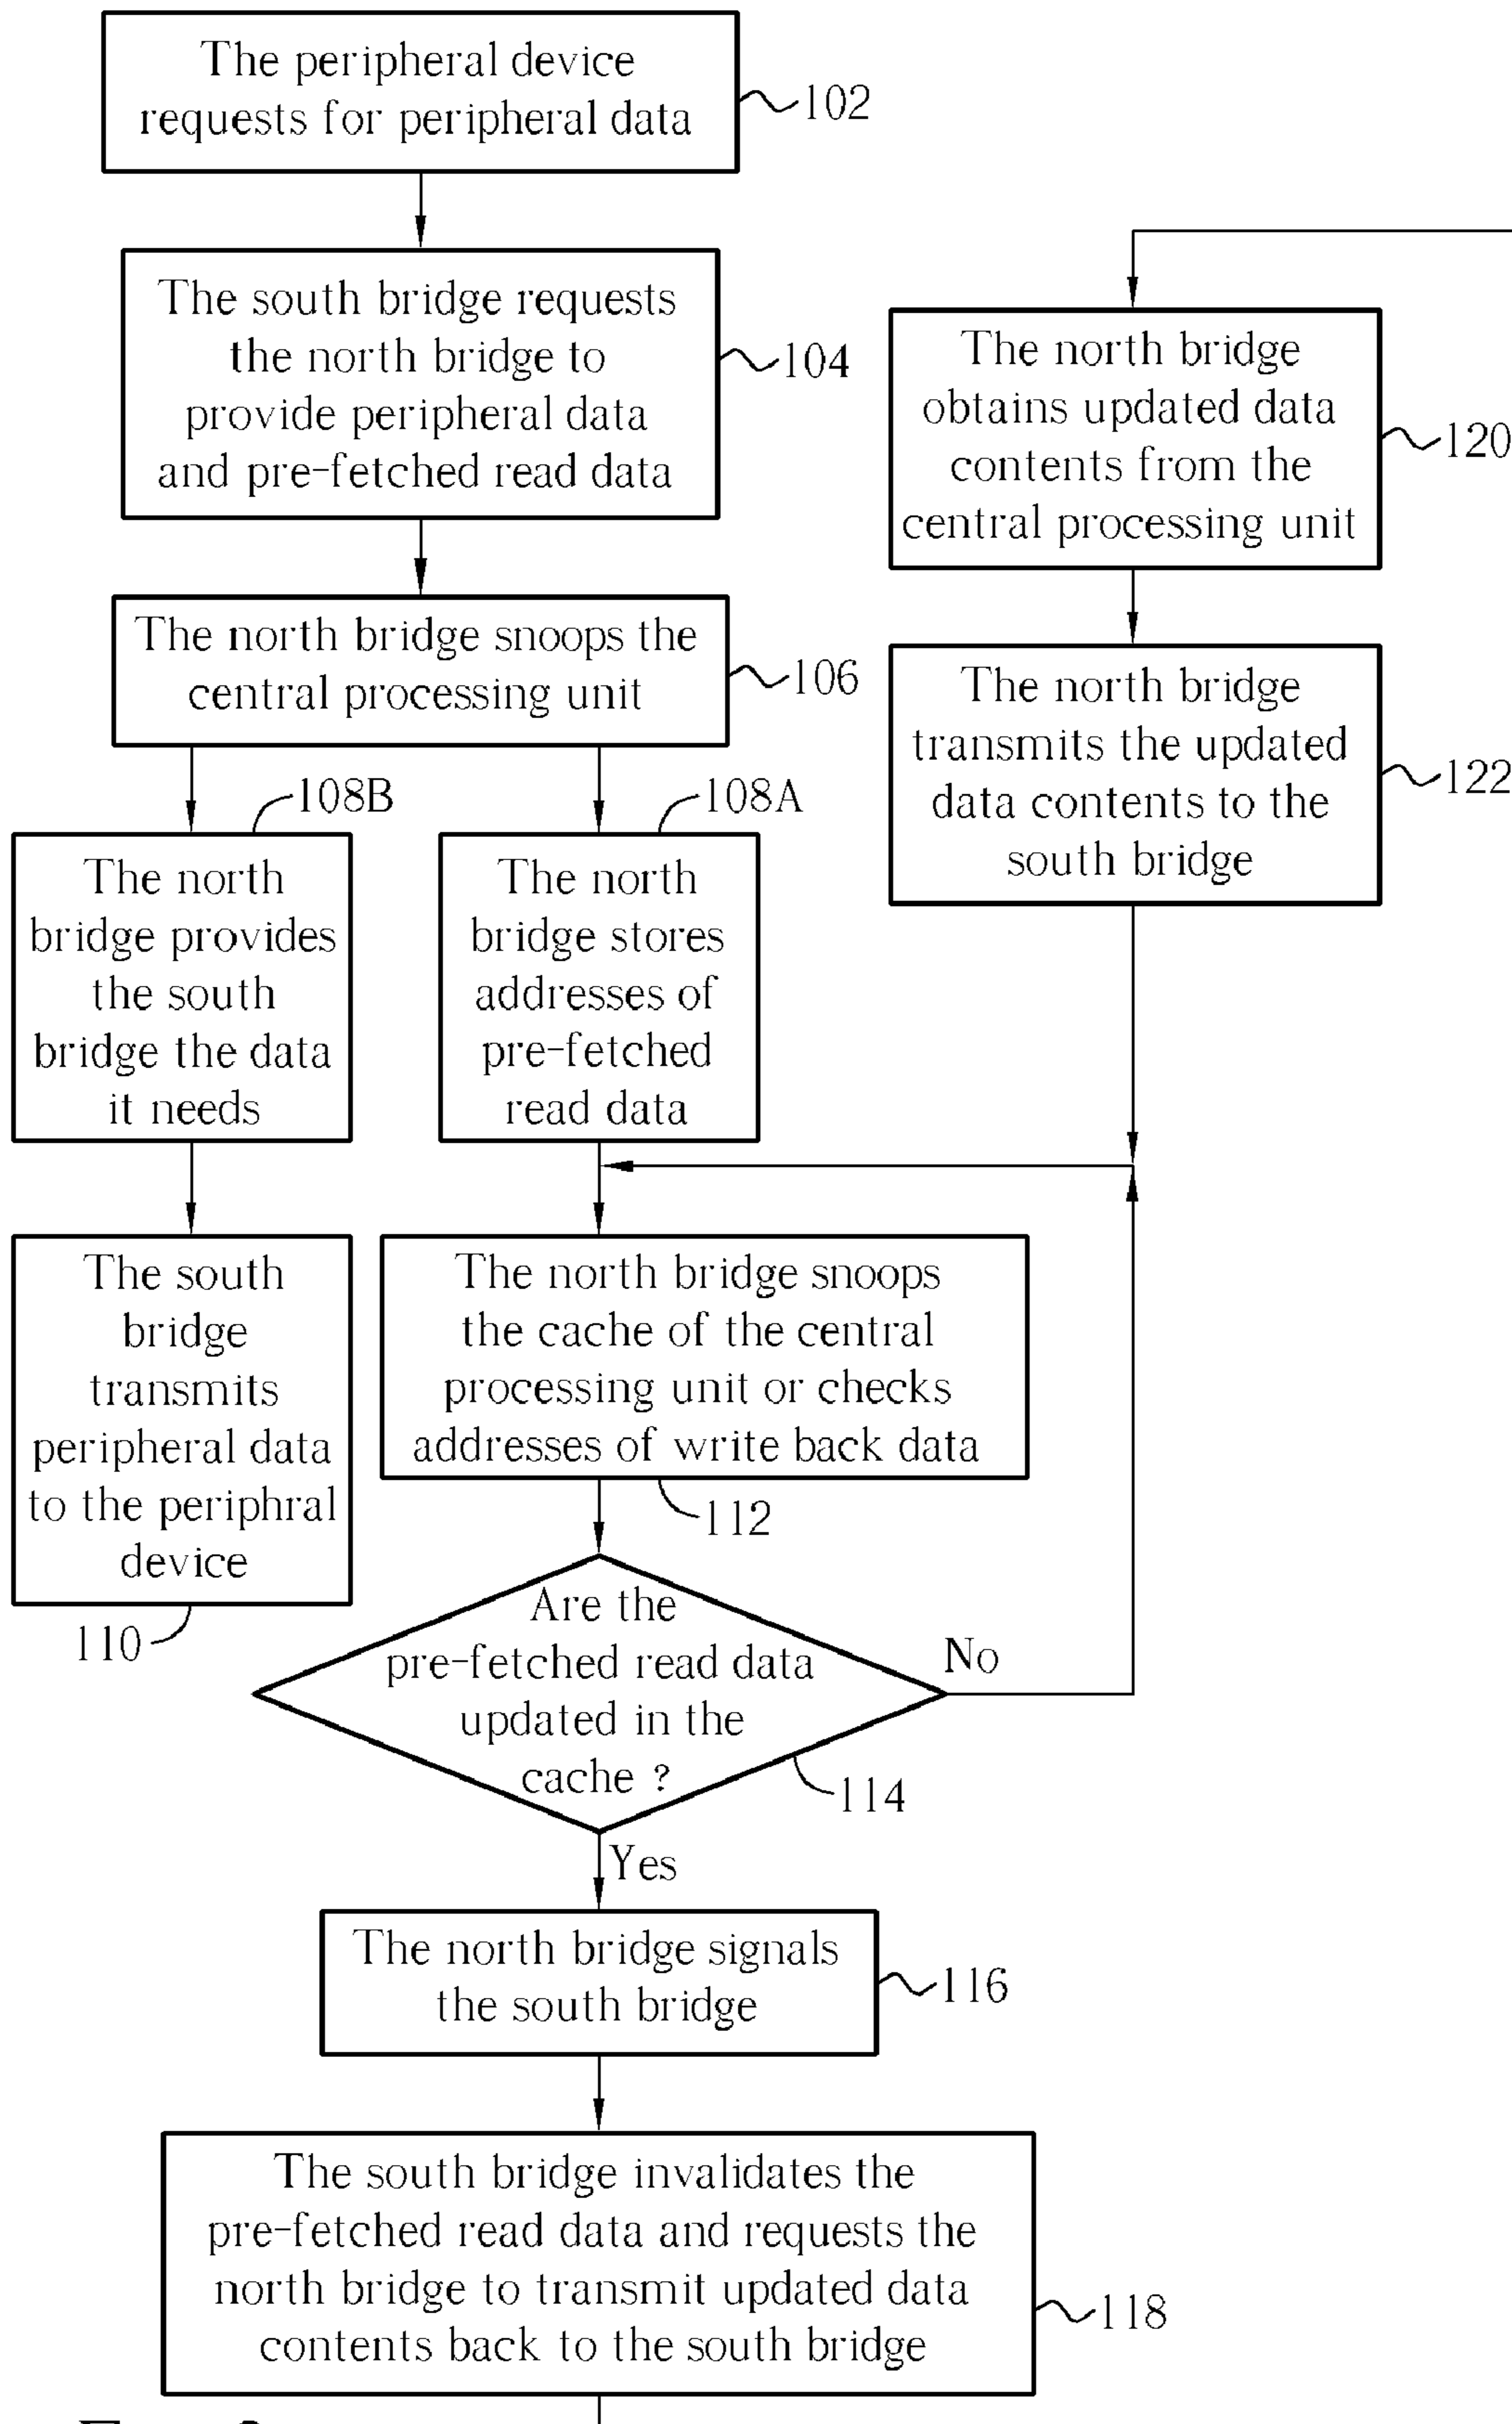 The peripheral device
requests for peripheral data
102
The south bridge requests
the north bridge to
provide peripheral data
and pre-fetched read data
104
The north bridge snoops the
central processing unit
106
108B
The north
bridge provides
the south
bridge the data
it needs
108A
The north
bridge stores
addresses of
pre-fetched
read data
The south
bridge
transmits
peripheral data
to the periphral
device
110
The north bridge snoops
the cache of the central
processing unit or checks
addresses of write back data
112
Are the
pre-fetched read data
updated in the
cache ?
114
No
Yes
The north bridge signals
the south bridge
116
The south bridge invalidates the
pre-fetched read data and requests the
north bridge to transmit updated data
contents back to the south bridge
118
The north bridge
obtains updated data
contents from the
central processing unit
120
The north bridge
transmits the updated
data contents to the
south bridge
122